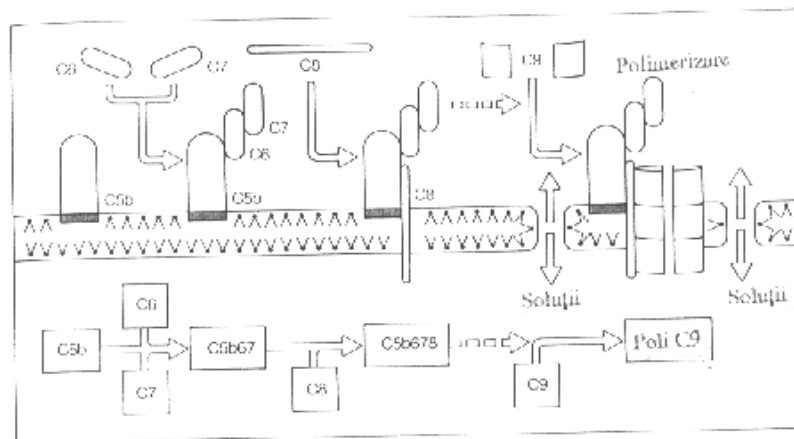 C6
C7
C8
C9
Polimerizare
C7
C6
C5b
C5b
C8
Soluții
Soluții
C6
C5b
C5b67
C5b678
Poli C9
C7
C8
C9